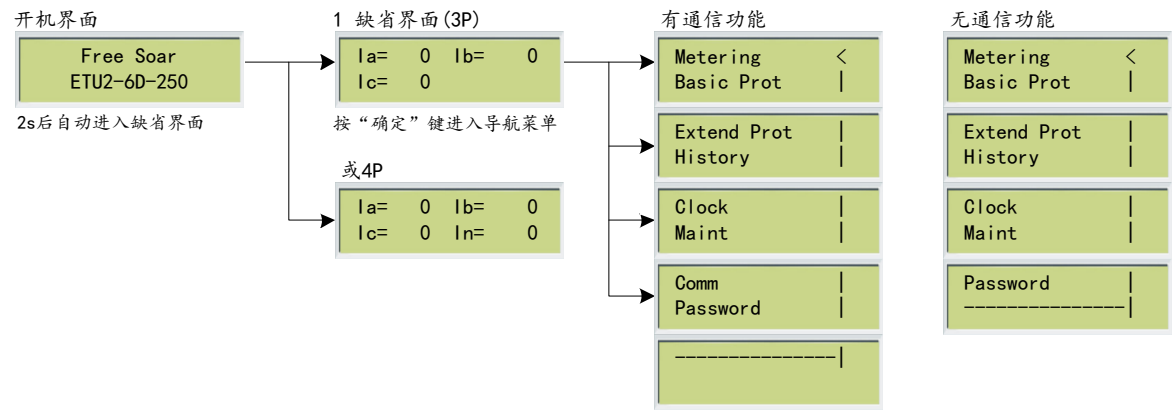 开机界面
Free Soar
ETU2-6D-250
2s后自动进入缺省界面
1 缺省界面(3P)
Ia= 0 Ib= 0
Ic= 0
按“确定”键进入导航菜单
或4P
Ia= 0 Ib= 0
Ic= 0 In= 0
有通信功能
Metering <
Basic Prot |
Extend Prot |
History |
Clock |
Maint |
Comm |
Password |
---------------|
无通信功能
Metering <
Basic Prot |
Extend Prot |
History |
Clock |
Maint |
Password |
---------------|